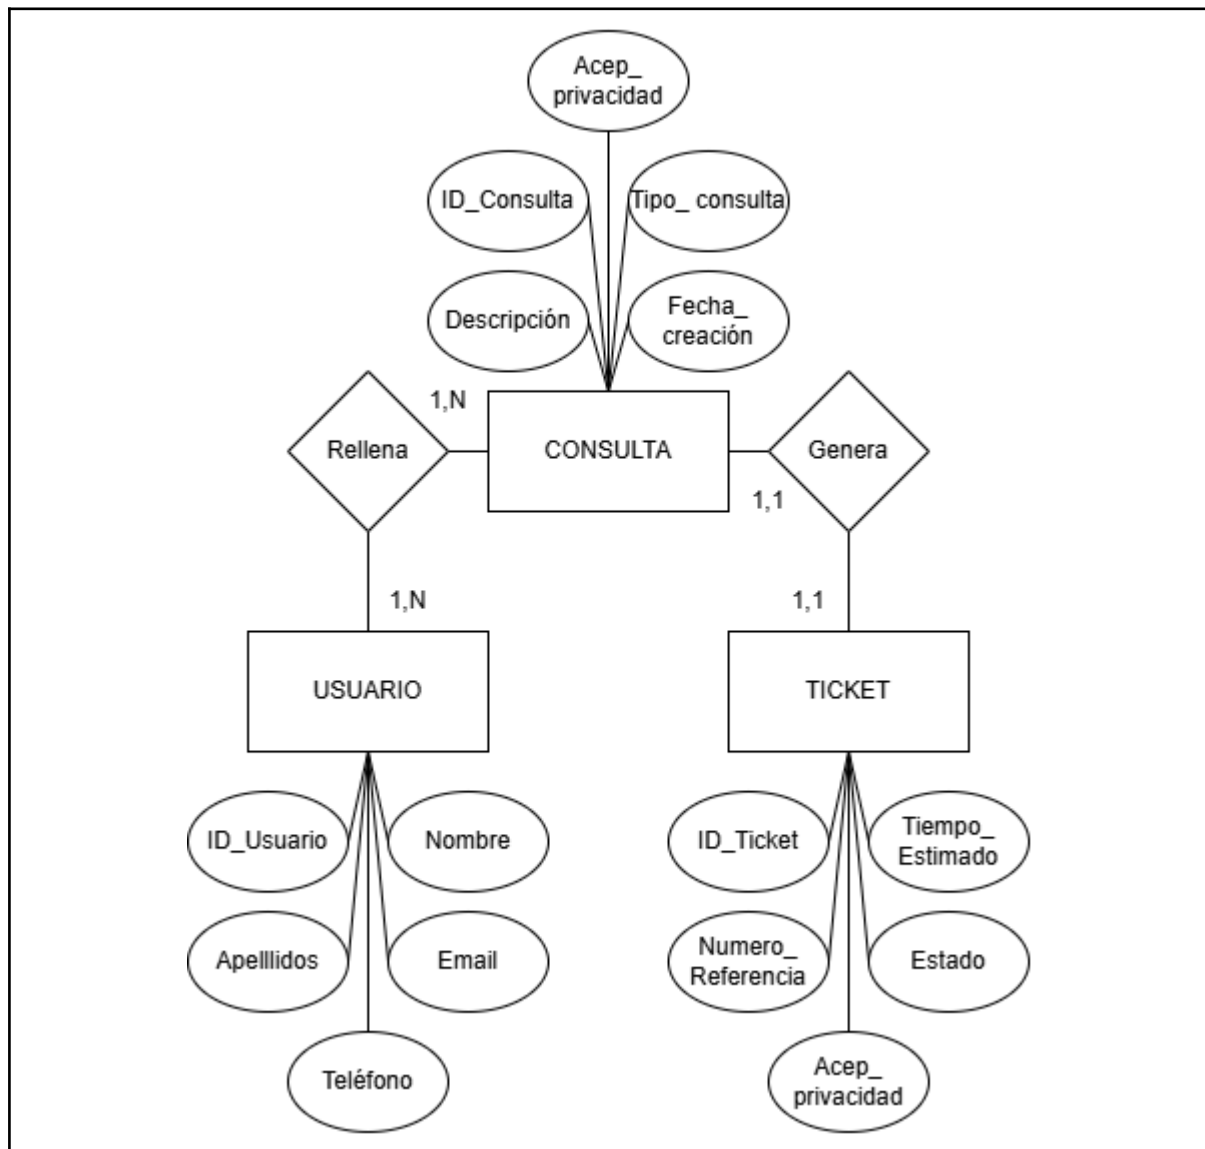 Acep_
privacidad
ID_Consulta
Tipo_ consulta
Descripción
Fecha_
creación
1,N
Rellena
CONSULTA
Genera
1,1
1,N
1,1
USUARIO
TICKET
ID_Usuario
Nombre
ID_Ticket
Tiempo_
Estimado
Apelllidos
Email
Numero_
Referencia
Estado
Teléfono
Acep_
privacidad